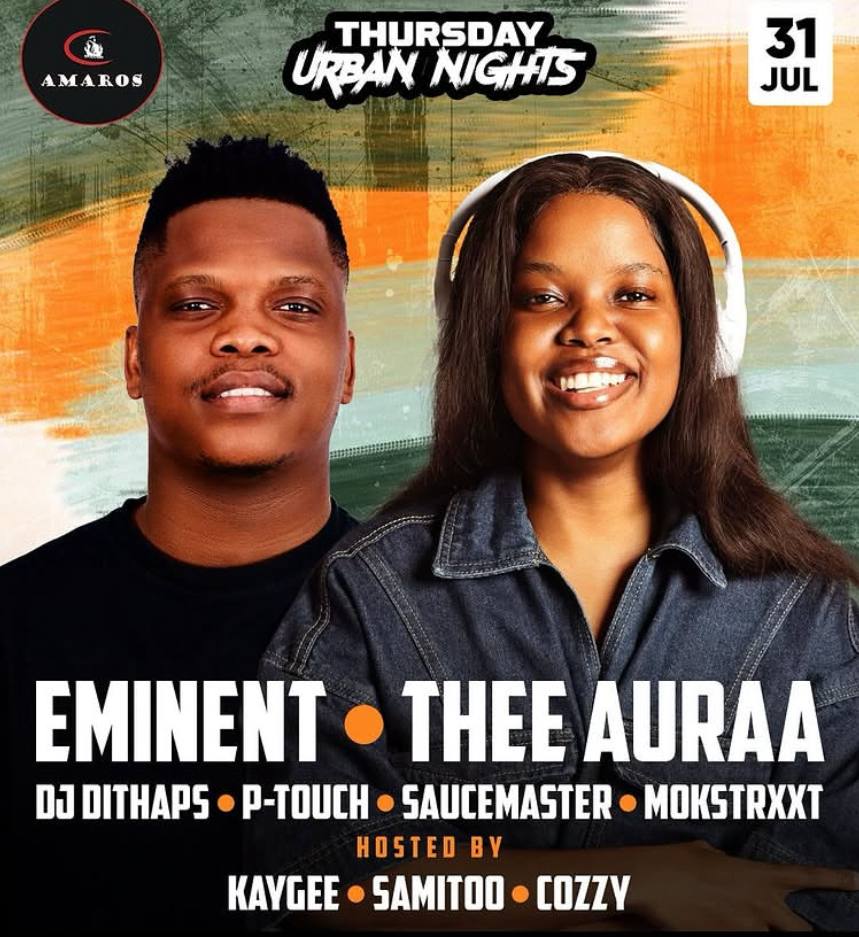 AMAROS
THURSDAY
URBAN NIGHTS
31
JUL
EMINENT • THEE AURAA
DJ DITHAPS • P-TOUCH • SAUCEMASTER • MOKSTRXXT
HOSTED BY
KAYGEE • SAMITOO • COZZY